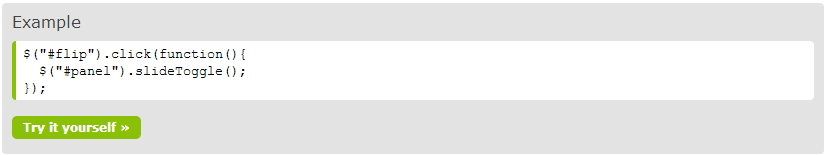 Example
$("#flip").click(function(){
  $("#panel").slideToggle();
});
Try it yourself »